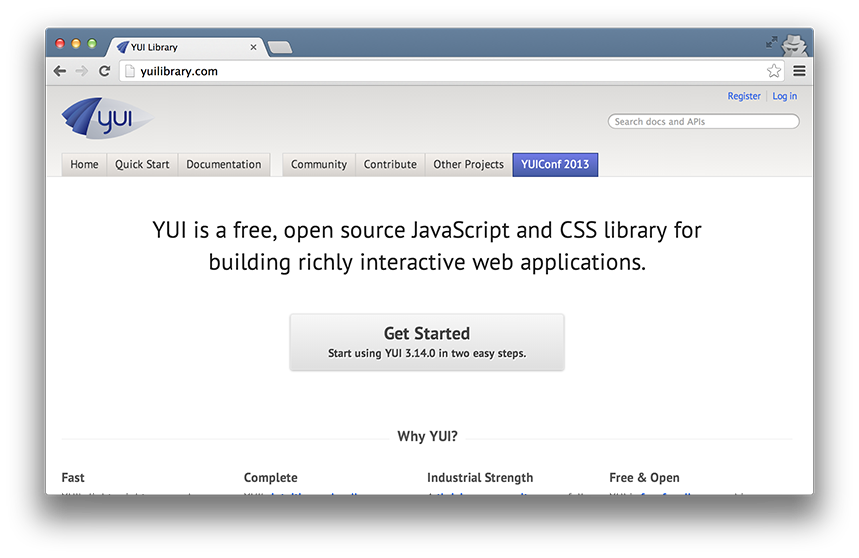 YUI Library
yuilibrary.com
Register | Log in
YUI
Search docs and APIs
Home Quick Start Documentation Community Contribute Other Projects YUIConf 2013
YUI is a free, open source JavaScript and CSS library for
building richly interactive web applications.
Get Started
Start using YUI 3.14.0 in two easy steps.
Why YUI?
Fast Complete Industrial Strength Free & Open